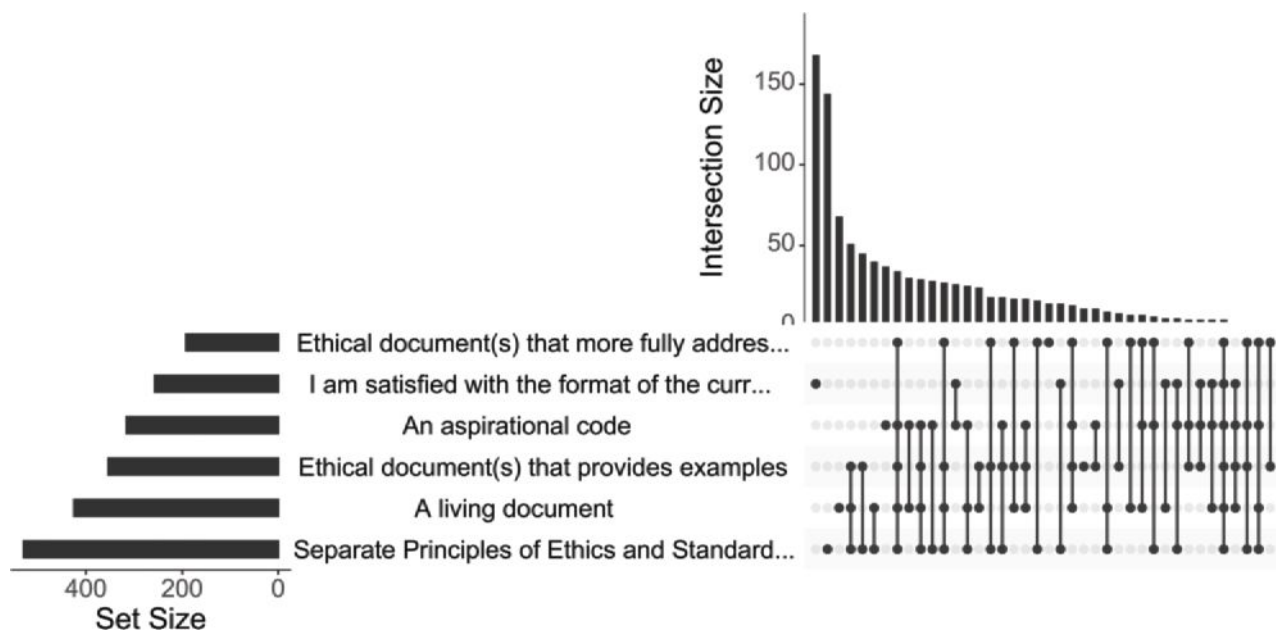 Intersection Size
150
100
50
0
Ethical document(s) that more fully addres...
I am satisfied with the format of the curr...
An aspirational code
Ethical document(s) that provides examples
A living document
Separate Principles of Ethics and Standard...
400 200 0
Set Size